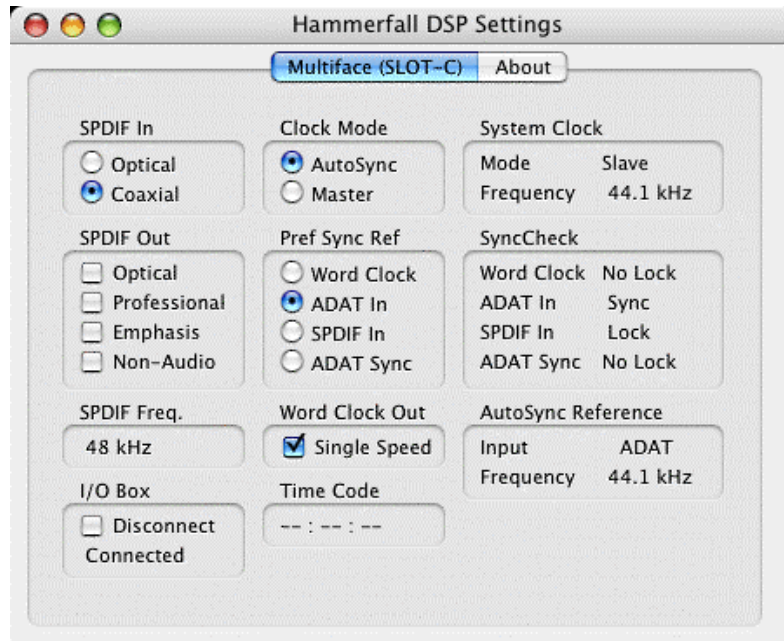 Hammerfall DSP Settings
Multiface (SLOT-C) About
SPDIF In
Optical
Coaxial
Clock Mode
AutoSync
Master
System Clock
Mode Slave
Frequency 44.1 kHz
SPDIF Out
Optical
Professional
Emphasis
Non-Audio
Pref Sync Ref
Word Clock
ADAT In
SPDIF In
ADAT Sync
SyncCheck
Word Clock No Lock
ADAT In Sync
SPDIF In Lock
ADAT Sync No Lock
SPDIF Freq.
48 kHz
Word Clock Out
Single Speed
AutoSync Reference
Input ADAT
Frequency 44.1 kHz
I/O Box
Disconnect
Connected
Time Code
-- : -- : --